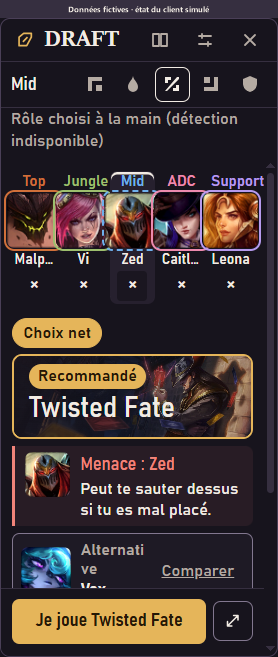 Données fictives · état du client simulé
DRAFT
Mid
Rôle choisi à la main (détection
indisponible)
Top Jungle Mid ADC Support
Malp… Vi Zed Caitl… Leona
× × × × ×
Choix net
Recommandé
Twisted Fate
Menace : Zed
Peut te sauter dessus
si tu es mal placé.
Alternati
ve
Comparer
Je joue Twisted Fate